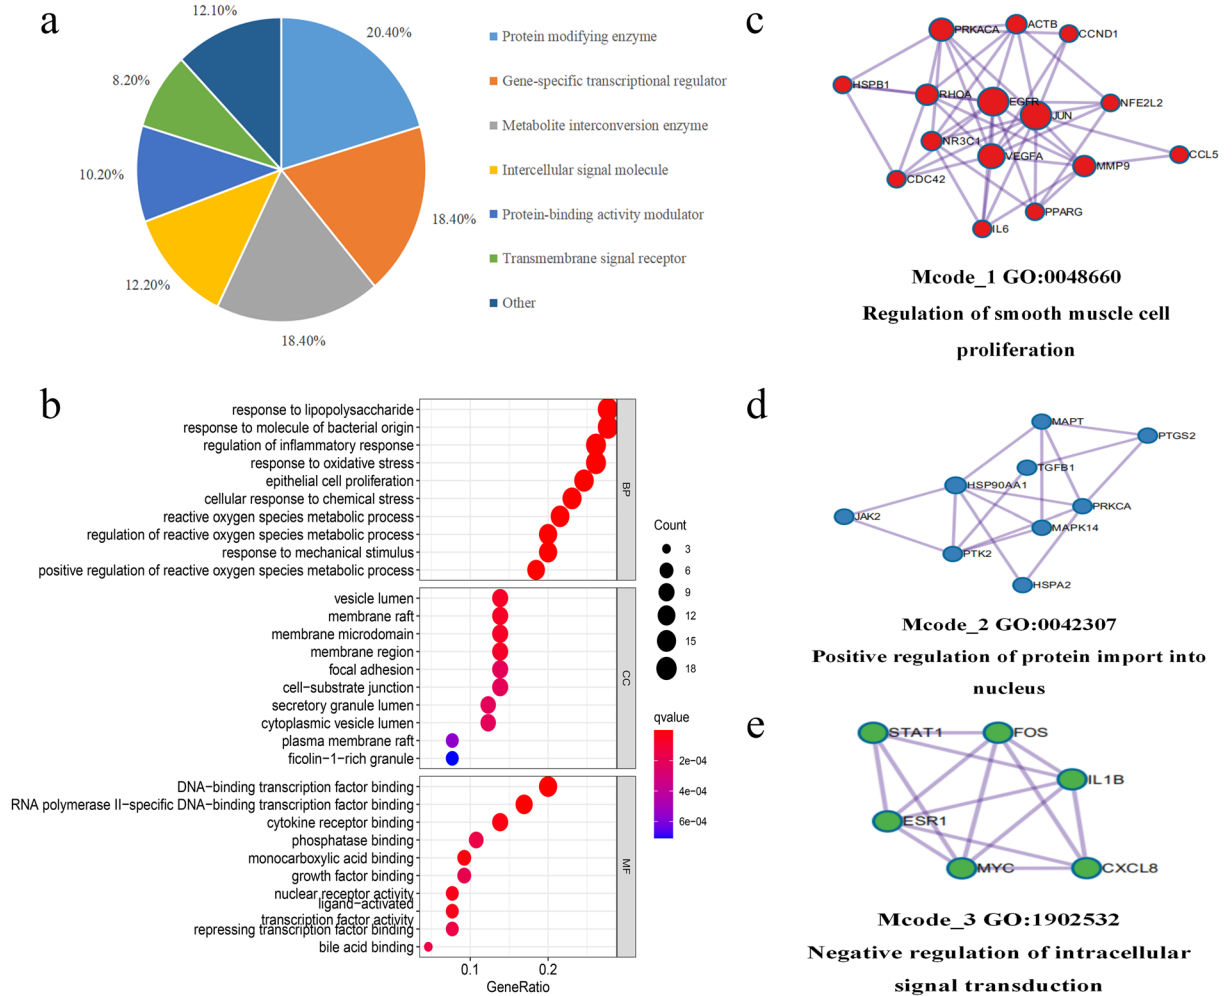 a
12.10%
20.40%
8.20%
10.20%
18.40%
12.20%
18.40%
Protein modifying enzyme
Gene-specific transcriptional regulator
Metabolite interconversion enzyme
Intercellular signal molecule
Protein-binding activity modulator
Transmembrane signal receptor
Other
b
response to lipopolysaccharide
response to molecule of bacterial origin
regulation of inflammatory response
response to oxidative stress
epithelial cell proliferation
cellular response to chemical stress
reactive oxygen species metabolic process
regulation of reactive oxygen species metabolic process
response to mechanical stimulus
positive regulation of reactive oxygen species metabolic process
BP
vesicle lumen
membrane raft
membrane microdomain
membrane region
focal adhesion
cell−substrate junction
secretory granule lumen
cytoplasmic vesicle lumen
plasma membrane raft
ficolin−1−rich granule
CC
DNA−binding transcription factor binding
RNA polymerase II−specific DNA−binding transcription factor binding
cytokine receptor binding
phosphatase binding
monocarboxylic acid binding
growth factor binding
nuclear receptor activity
ligand−activated
transcription factor activity
repressing transcription factor binding
bile acid binding
MF
0.1
0.2
GeneRatio
Count
3
6
9
12
15
18
qvalue
2e−04
4e−04
6e−04
c
PRKACA
ACTB
CCND1
HSPB1
RHOA
EGFR
NFE2L2
JUN
NR3C1
VEGFA
CCL5
MMP9
CDC42
PPARG
IL6
Mcode_1 GO:0048660
Regulation of smooth muscle cell
proliferation
d
MAPT
PTGS2
TGFB1
HSP90AA1
PRKCA
JAK2
MAPK14
PTK2
HSPA2
Mcode_2 GO:0042307
Positive regulation of protein import into
nucleus
e
STAT1
FOS
IL1B
ESR1
MYC
CXCL8
Mcode_3 GO:1902532
Negative regulation of intracellular
signal transduction